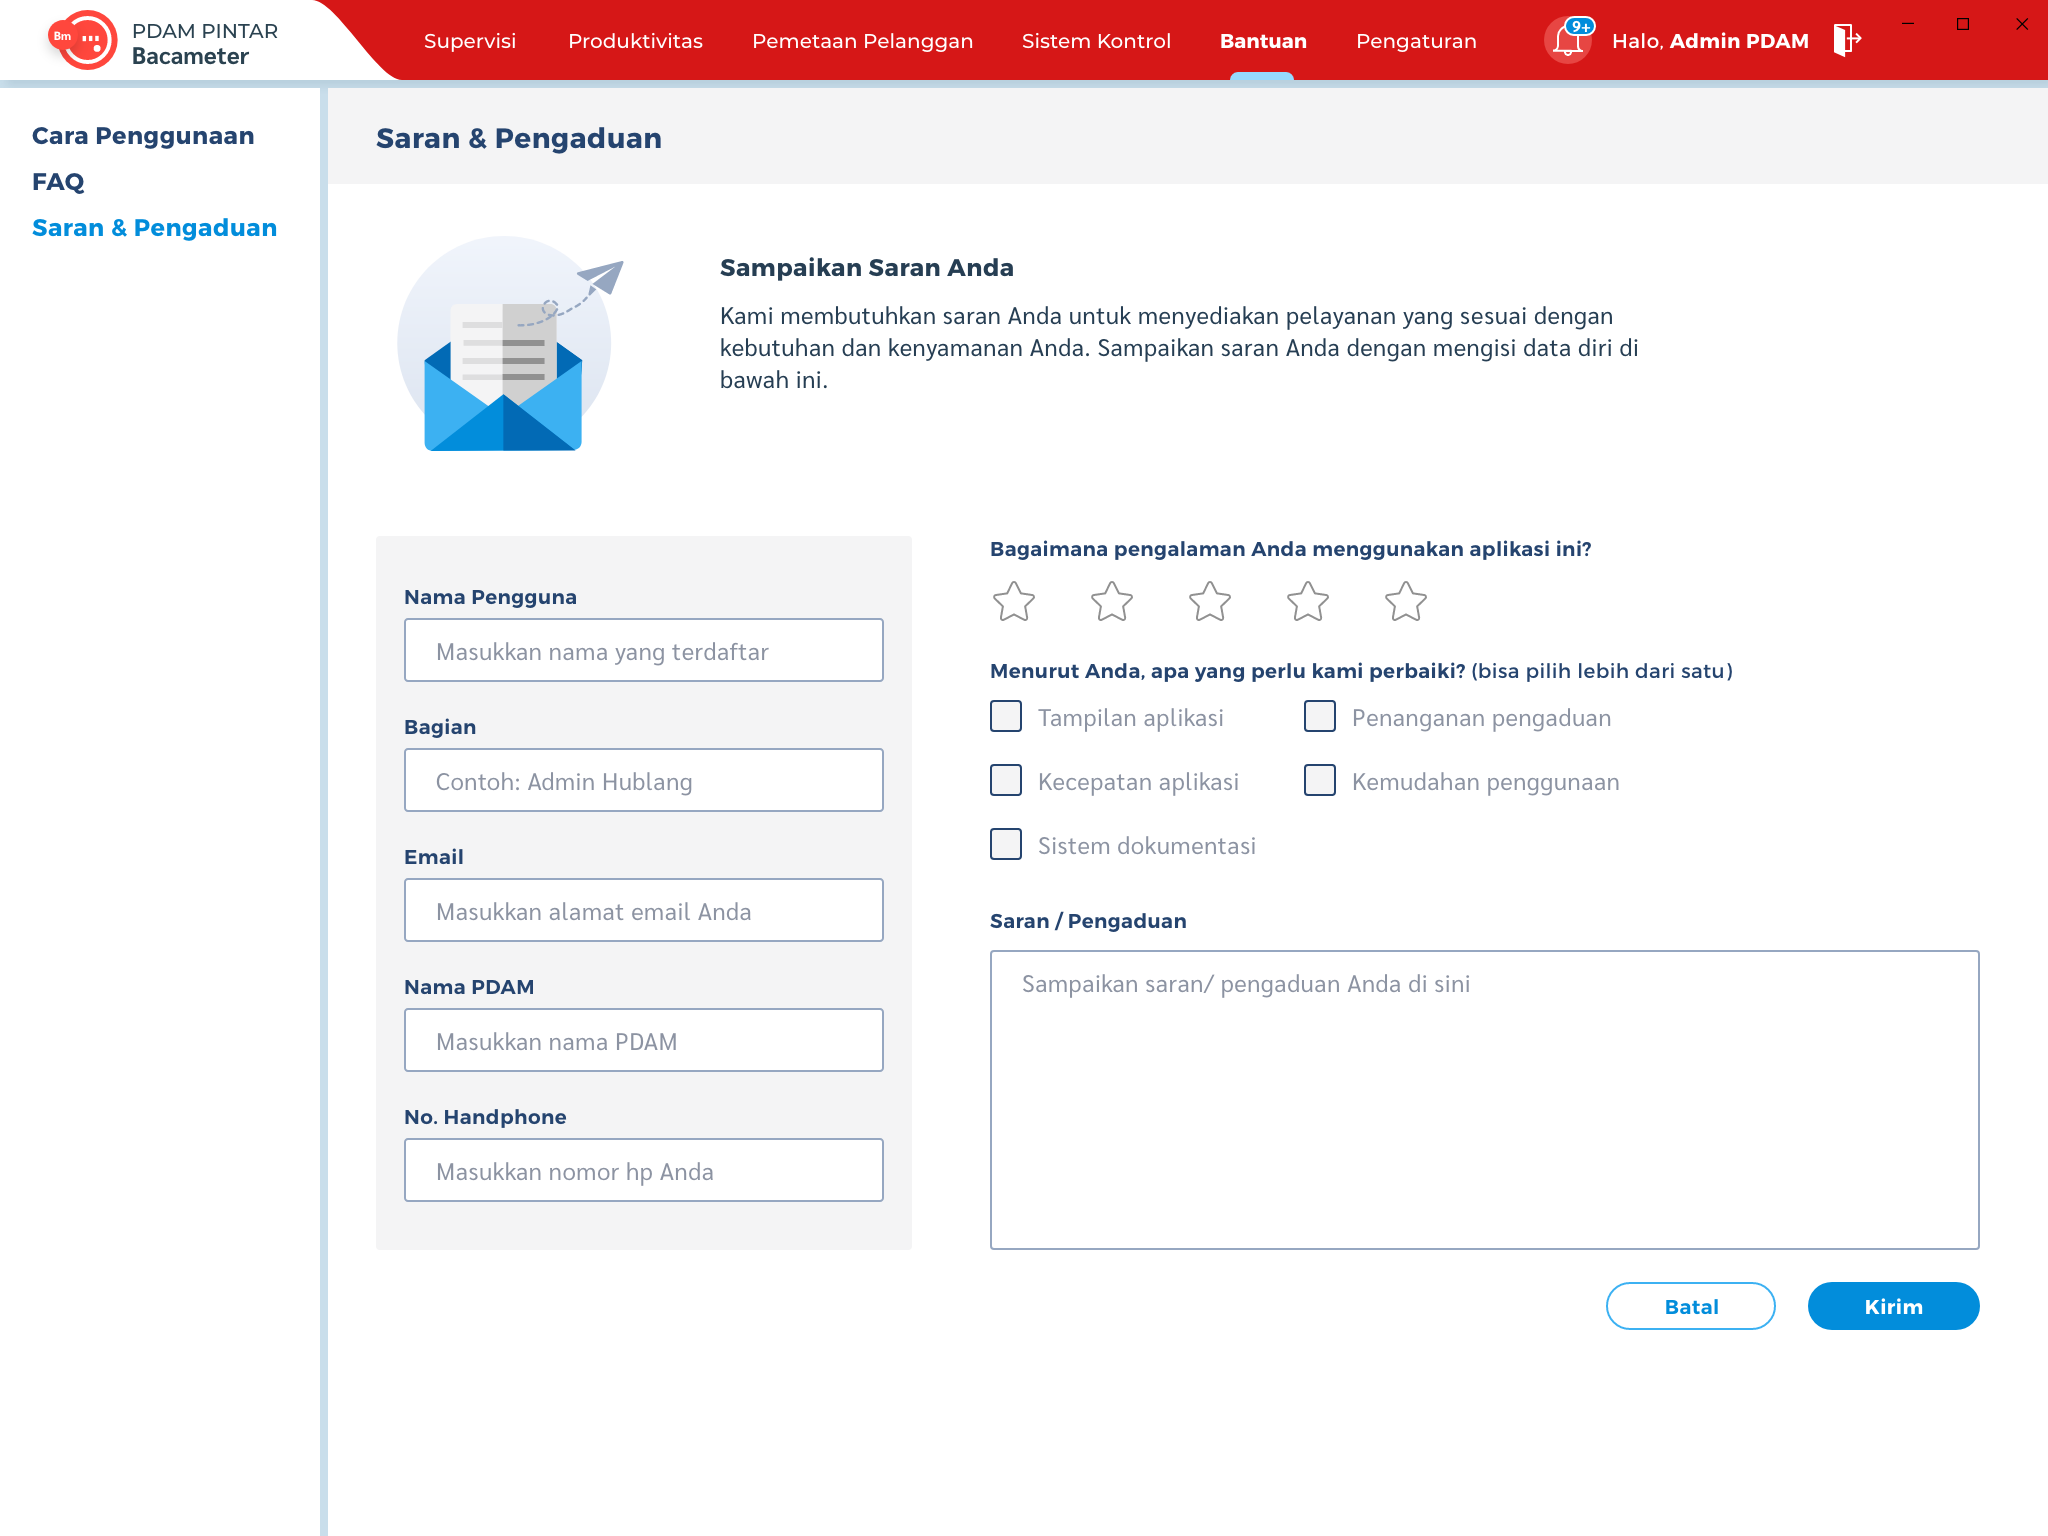 Bm
PDAM PINTAR
Bacameter
Supervisi
Produktivitas
Pemetaan Pelanggan
Sistem Kontrol
Bantuan
Pengaturan
9+
Halo, Admin PDAM
Cara Penggunaan
FAQ
Saran & Pengaduan
Saran & Pengaduan
Sampaikan Saran Anda
Kami membutuhkan saran Anda untuk menyediakan pelayanan yang sesuai dengan
kebutuhan dan kenyamanan Anda. Sampaikan saran Anda dengan mengisi data diri di
bawah ini.
Nama Pengguna
Masukkan nama yang terdaftar
Bagian
Contoh: Admin Hublang
Email
Masukkan alamat email Anda
Nama PDAM
Masukkan nama PDAM
No. Handphone
Masukkan nomor hp Anda
Bagaimana pengalaman Anda menggunakan aplikasi ini?
Menurut Anda, apa yang perlu kami perbaiki? (bisa pilih lebih dari satu)
Tampilan aplikasi
Penanganan pengaduan
Kecepatan aplikasi
Kemudahan penggunaan
Sistem dokumentasi
Saran / Pengaduan
Sampaikan saran/ pengaduan Anda di sini
Batal
Kirim